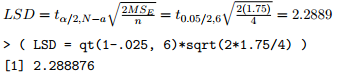 LSD = t_{α/2,N−a} √(2MS_E/n) = t_{0.05/2,6} √(2(1.75)/4) = 2.2889
> ( LSD = qt(1-.025, 6)*sqrt(2*1.75/4) )
[1] 2.288876